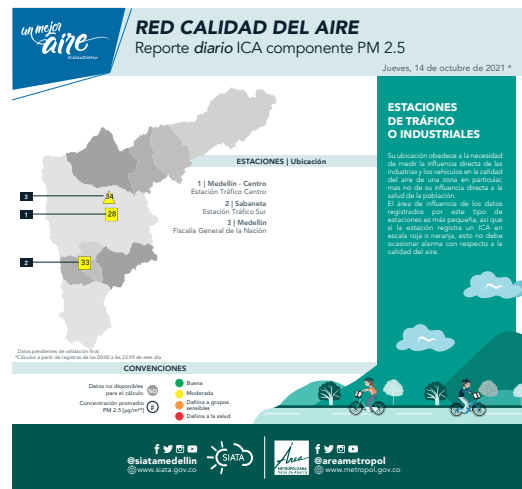 un mejor
aire
#CalidadDelAire
RED CALIDAD DEL AIRE
Reporte diario ICA componente PM 2.5
Jueves, 14 de octubre de 2021 *
ESTACIONES
DE TRÁFICO
O INDUSTRIALES
Su ubicación obedece a la necesidad
de medir la influencia directa de las
industrias y los vehículos en la calidad
del aire de una zona en particular,
mas no de su influencia directa a la
salud de la población.
El área de influencia de los datos
registrados por este tipo de
estaciones es más pequeña, así que
si la estación registra un ICA en
escala roja o naranja, esto no debe
ocasionar alarma con respecto a la
calidad del aire.
ESTACIONES | Ubicación
1 | Medellín - Centro
Estación Tráfico Centro
2 | Sabaneta
Estación Tráfico Sur
3 | Medellín
Fiscalía General de la Nación
3
34
1
28
2
33
Datos pendientes de validación final.
*Cálculos a partir de registros de las 00:00 a las 23:59 de este día.
CONVENCIONES
Datos no disponibles
para el cálculo
ND
Concentración promedio
PM 2.5 [µg/m³*]
#
Buena
Moderada
Dañina a grupos
sensibles
Dañina a la salud
@siatamedellin
www.siata.gov.co
SIATA
Área
METROPOLITANA
Valle de Aburrá
@areametropol
www.metropol.gov.co